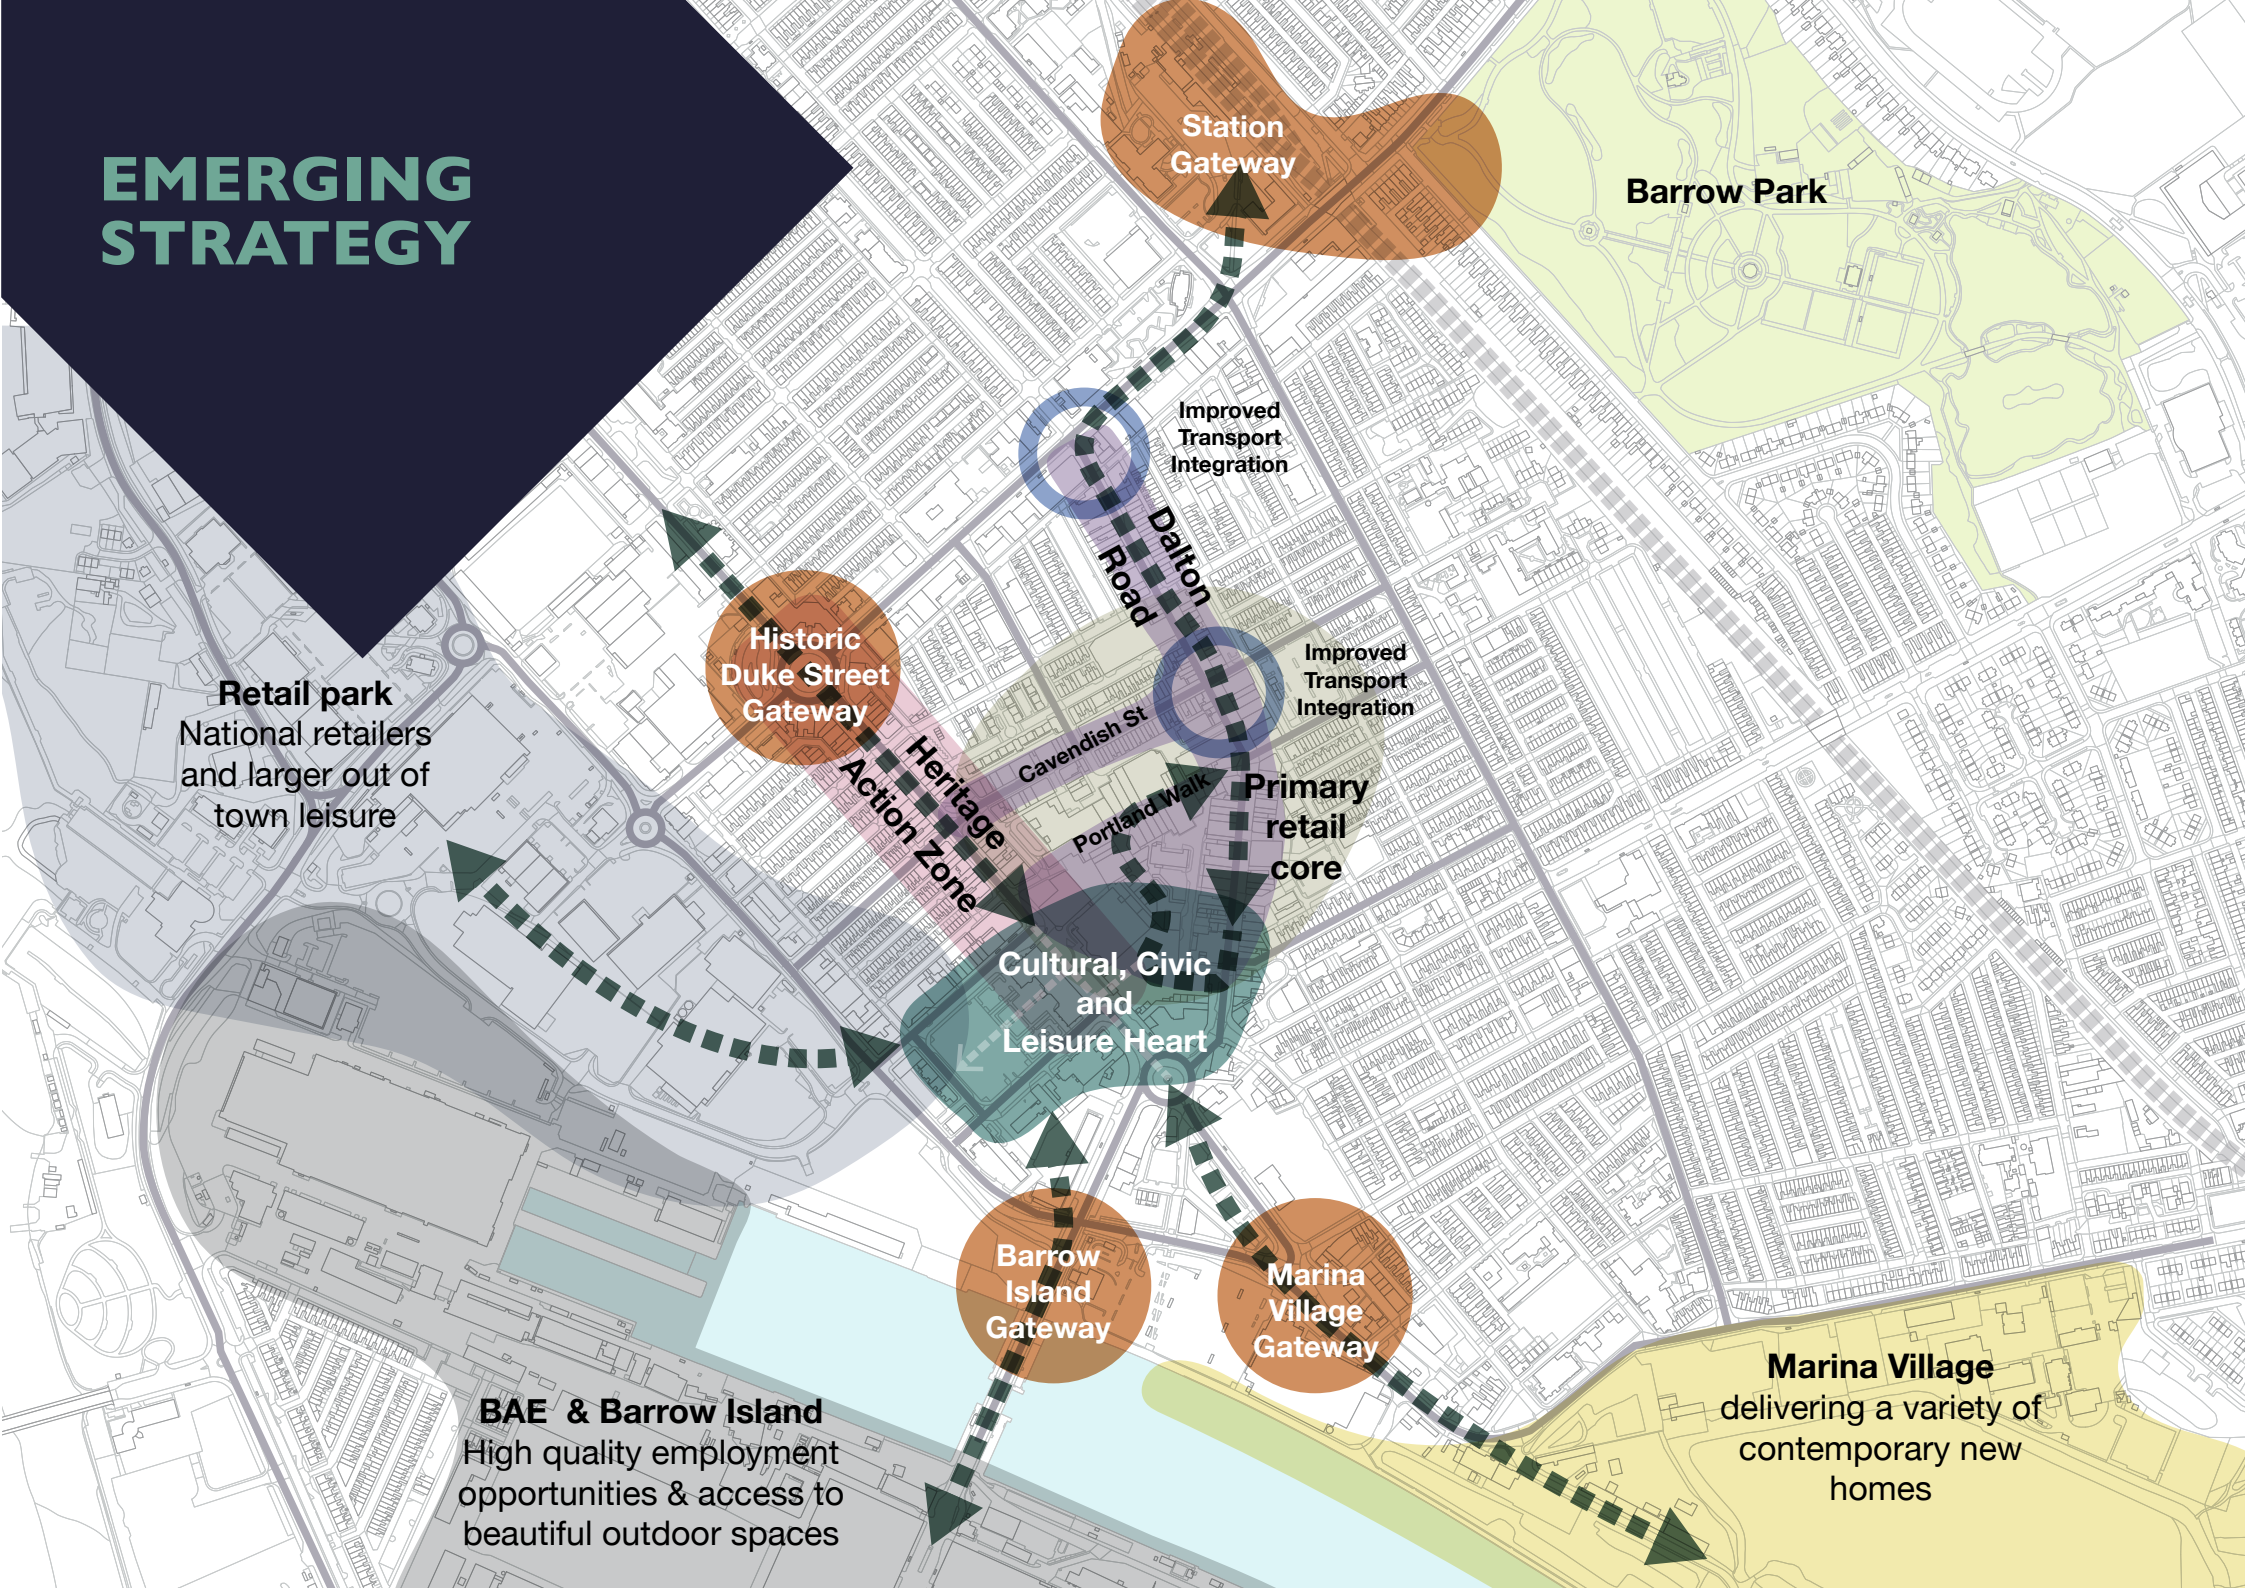 EMERGING
STRATEGY
Station
Gateway
Barrow Park
Improved
Transport
Integration
Dalton
Road
Historic
Duke Street
Gateway
Improved
Transport
Integration
Retail park
National retailers
and larger out of
town leisure
Heritage
Action Zone
Cavendish St
Portland Walk
Primary
retail
core
Cultural, Civic
and
Leisure Heart
Barrow
Island
Gateway
Marina
Village
Gateway
BAE & Barrow Island
High quality employment
opportunities & access to
beautiful outdoor spaces
Marina Village
delivering a variety of
contemporary new
homes